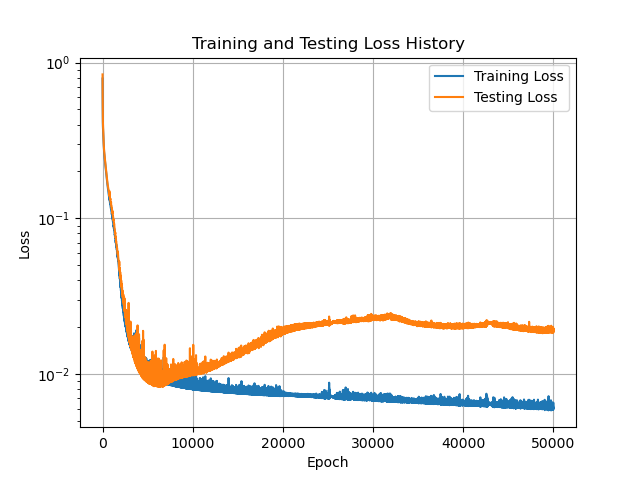 Training and Testing Loss History
10⁰
10⁻¹
10⁻²
Loss
Training Loss
Testing Loss
0 10000 20000 30000 40000 50000
Epoch